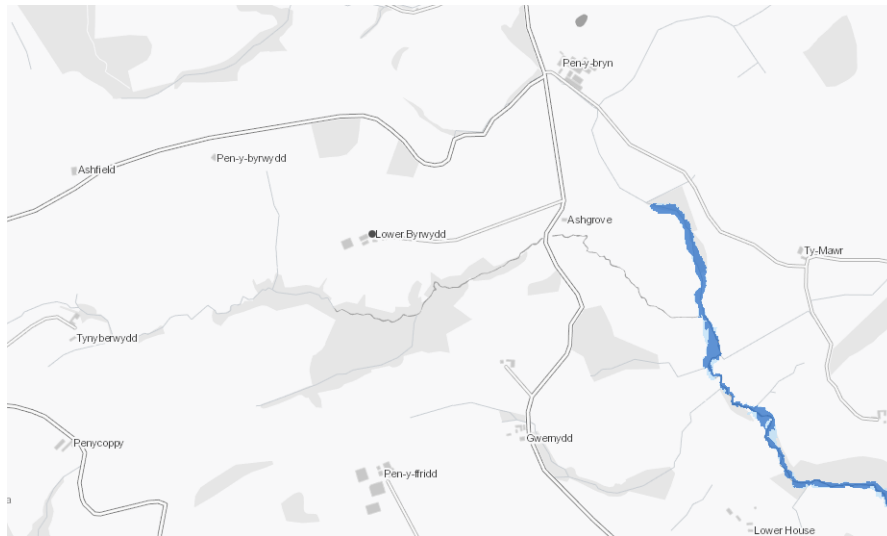 Pen-y-bryn
Pen-y-byrwydd
Ashfield
Ashgrove
Lower Byrwydd
Ty-Mawr
Tynyberwydd
Gwernydd
Penycoppy
Pen-y-ffridd
a
Lower House